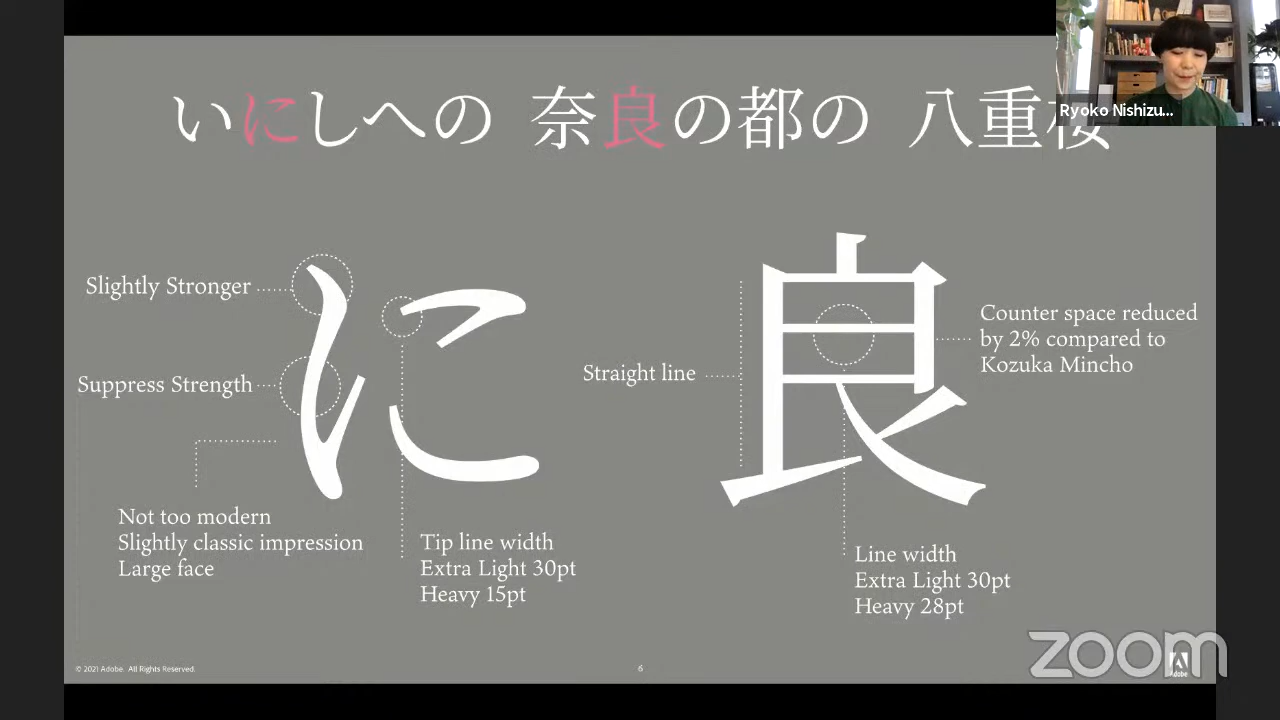 いにしへの 奈良の都の 八重桜
Ryoko Nishizu...
Slightly Stronger
Suppress Strength
に
Not too modern
Slightly classic impression
Large face
Tip line width
Extra Light 30pt
Heavy 15pt
良
Straight line
Counter space reduced
by 2% compared to
Kozuka Mincho
Line width
Extra Light 30pt
Heavy 28pt
© 2021 Adobe. All Rights Reserved.
6
zoom
Adobe